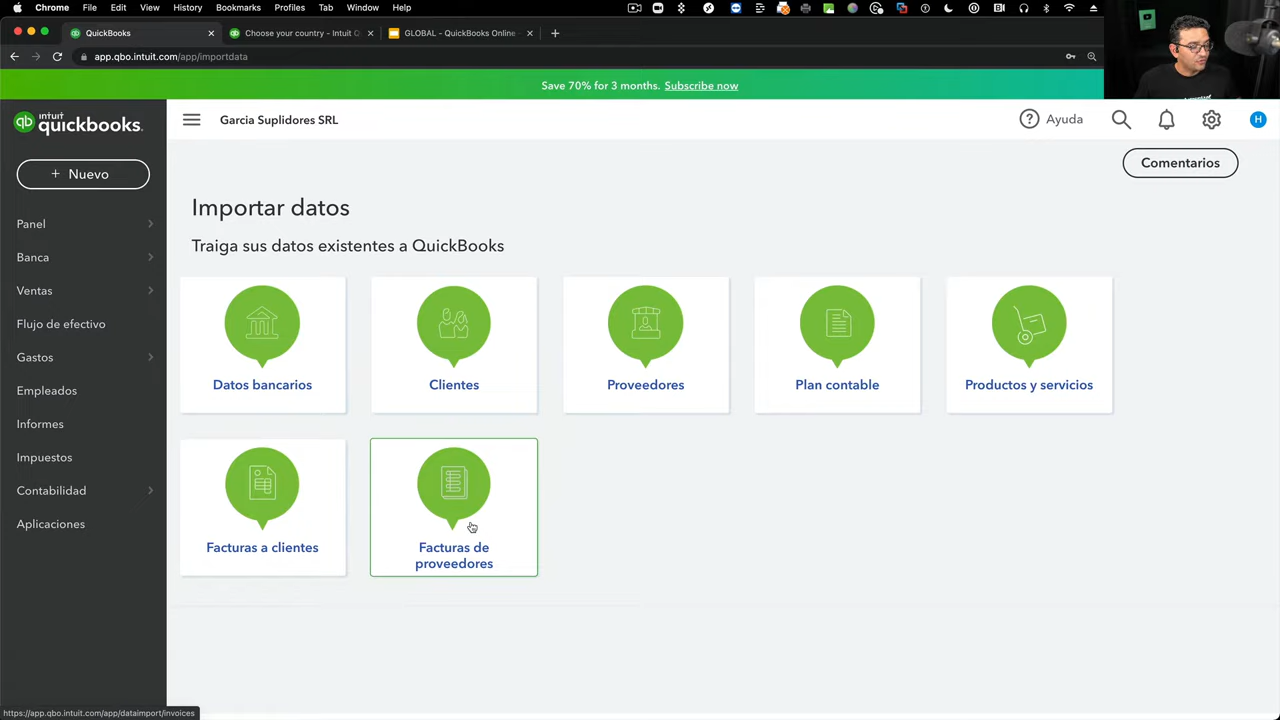 Chrome File Edit View History Bookmarks Profiles Tab Window Help
QuickBooks
Choose your country - Intuit Q
GLOBAL - QuickBooks Online -
app.qbo.intuit.com/app/importdata
Save 70% for 3 months. Subscribe now
intuit
quickbooks.
Garcia Suplidores SRL
Ayuda
H
+ Nuevo
Comentarios
Panel
Banca
Ventas
Flujo de efectivo
Gastos
Empleados
Informes
Impuestos
Contabilidad
Aplicaciones
Importar datos
Traiga sus datos existentes a QuickBooks
Datos bancarios
Clientes
Proveedores
Plan contable
Productos y servicios
Facturas a clientes
Facturas de
proveedores
https://app.qbo.intuit.com/app/dataimport/invoices